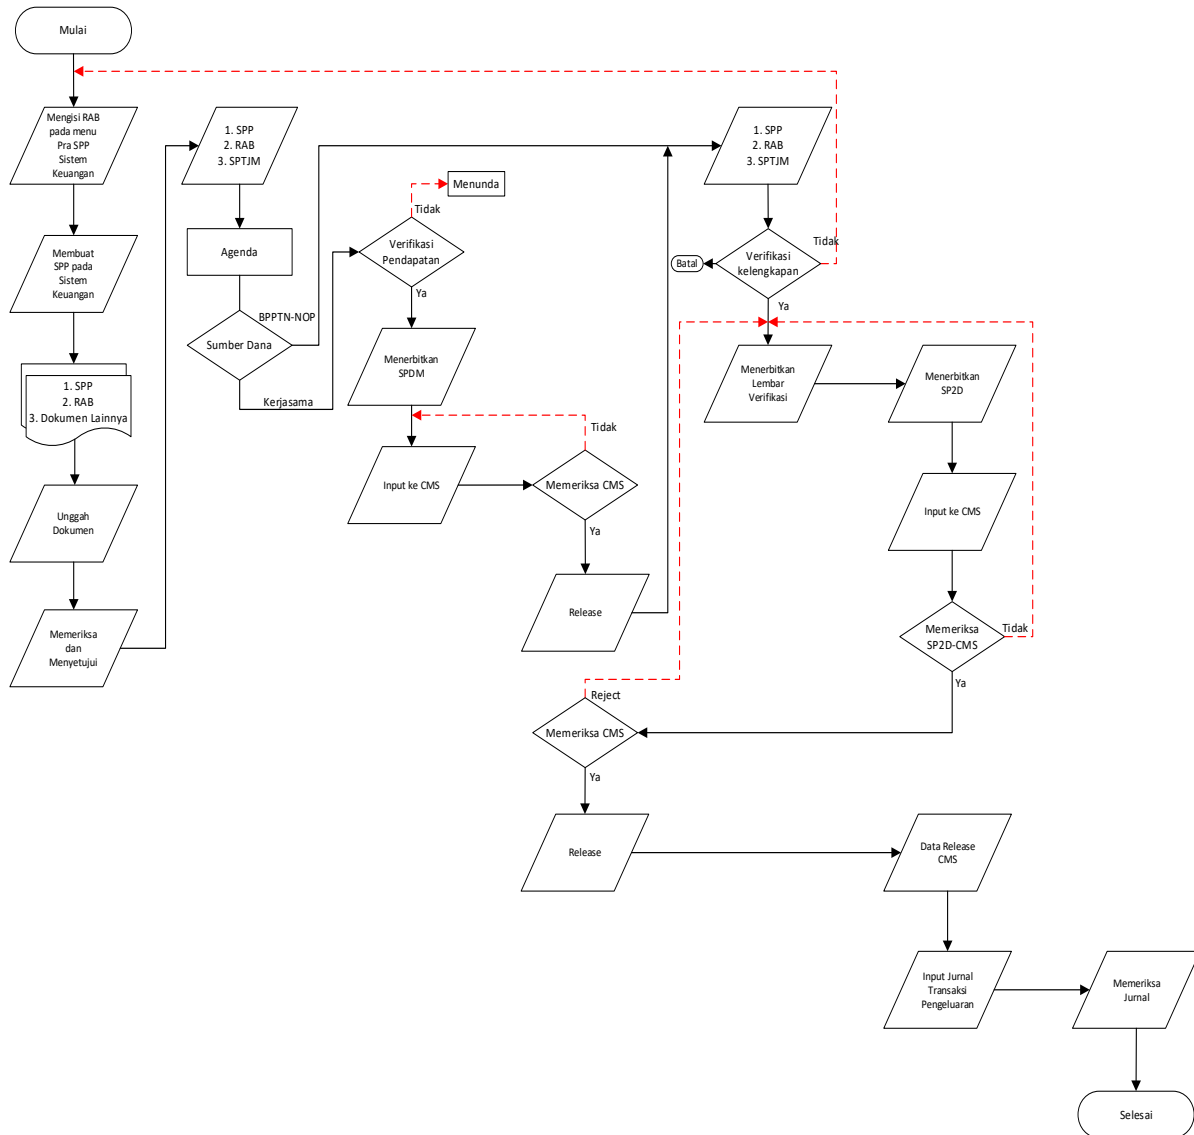 Mulai
Mengisi RAB
pada menu
Pra SPP
Sistem
Keuangan
Membuat
SPP pada
Sistem
Keuangan
1. SPP
2. RAB
3. Dokumen Lainnya
Unggah
Dokumen
Memeriksa
dan
Menyetujui
1. SPP
2. RAB
3. SPTJM
Agenda
Sumber Dana
BPPTN-NOP
Kerjasama
Menunda
Tidak
Verifikasi
Pendapatan
Ya
Menerbitkan
SPDM
Input ke CMS
Tidak
Memeriksa CMS
Ya
Release
1. SPP
2. RAB
3. SPTJM
Tidak
Verifikasi
kelengkapan
Batal
Ya
Menerbitkan
Lembar
Verifikasi
Menerbitkan
SP2D
Input ke CMS
Memeriksa
SP2D-CMS
Tidak
Ya
Reject
Memeriksa CMS
Ya
Release
Data Release
CMS
Input Jurnal
Transaksi
Pengeluaran
Memeriksa
Jurnal
Selesai